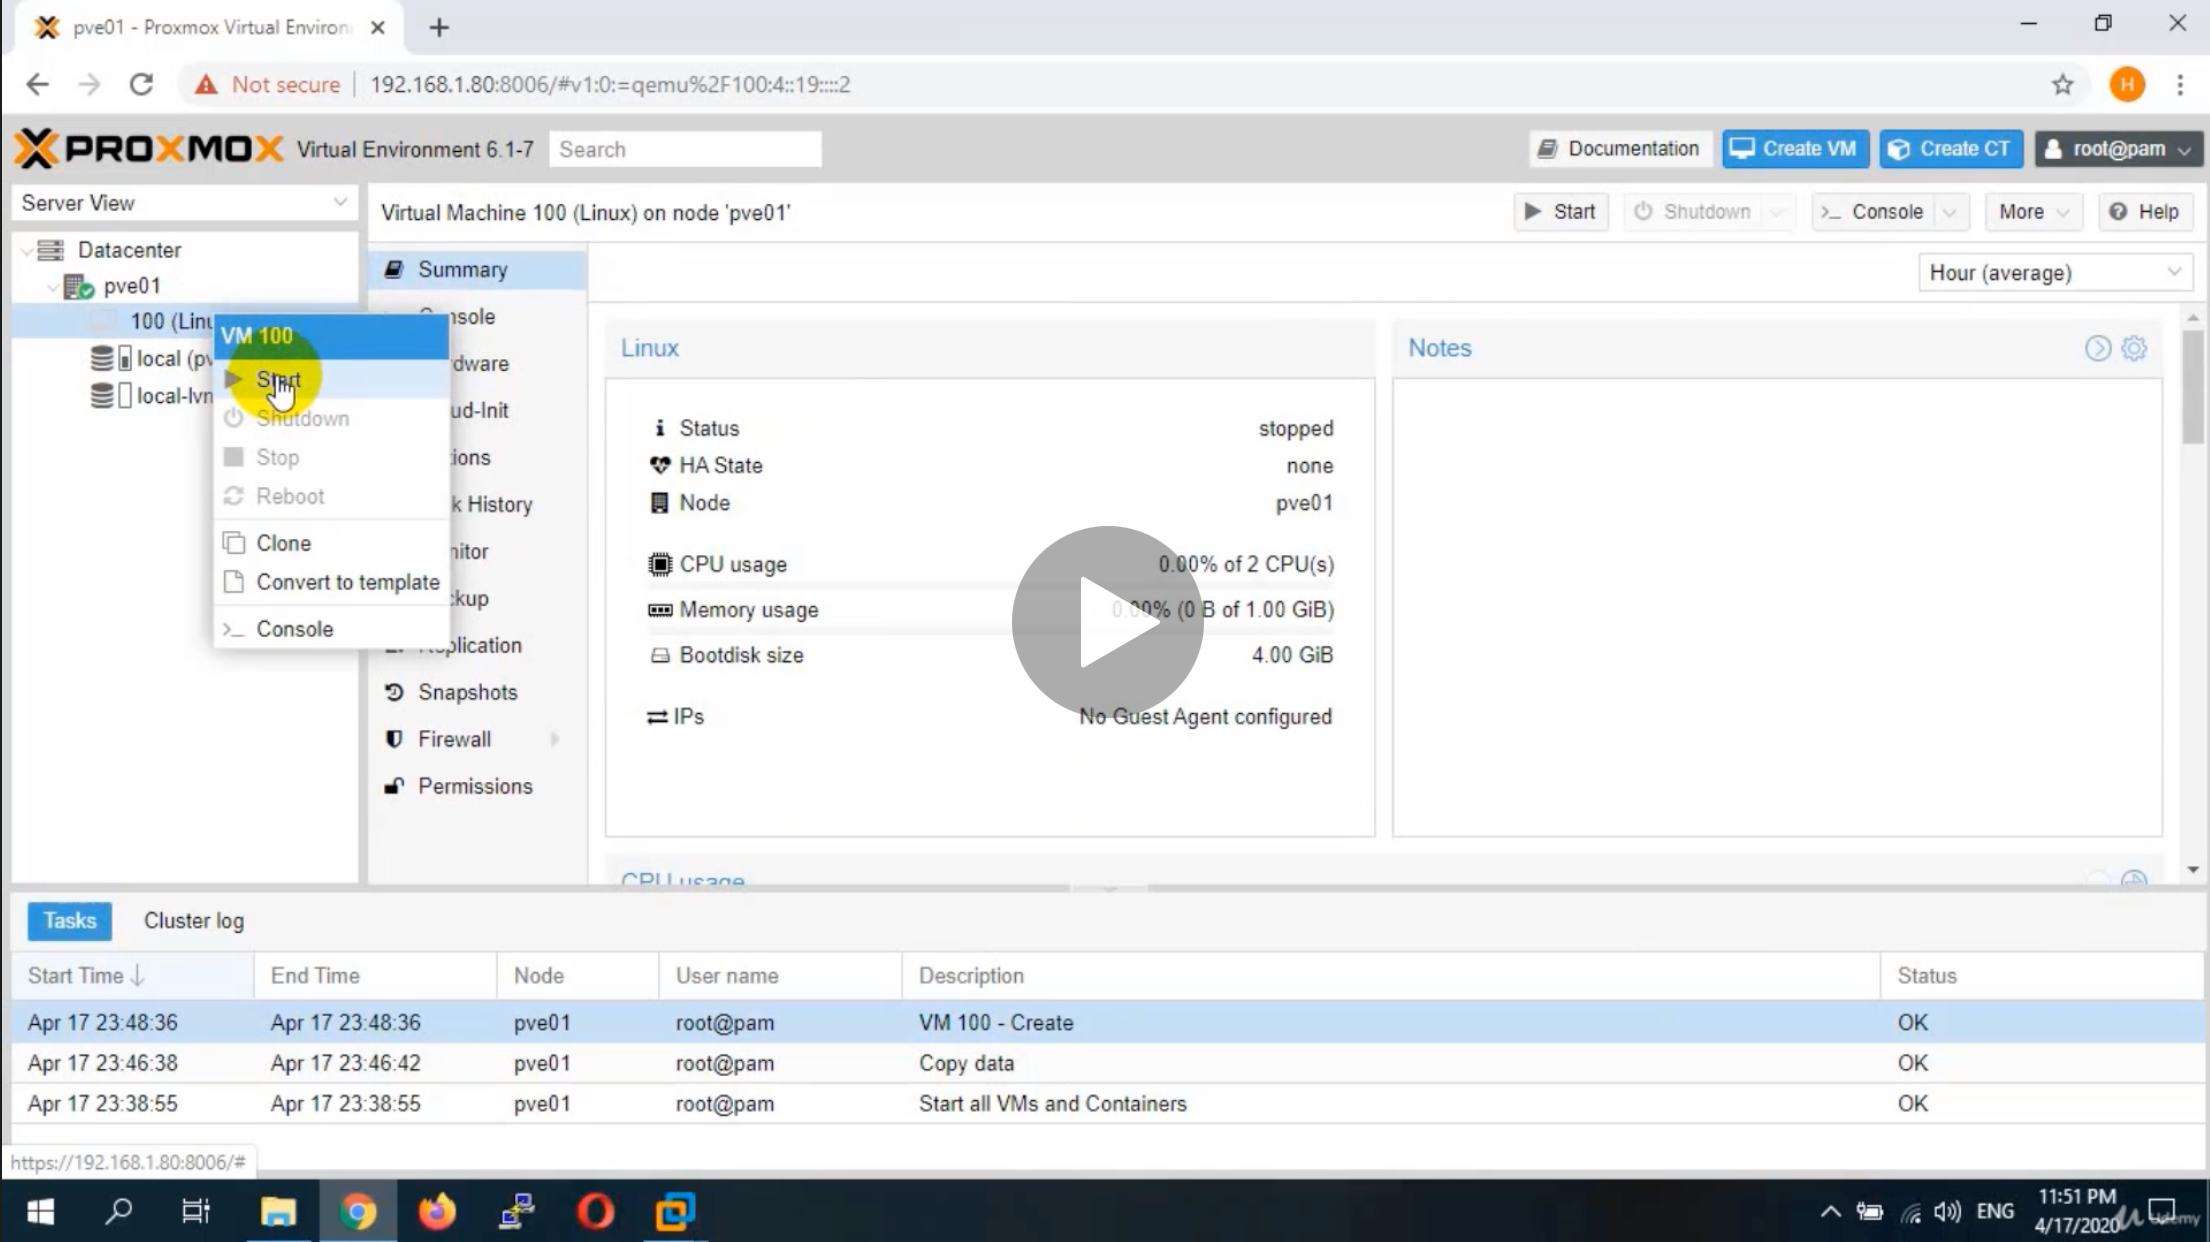 pve01 - Proxmox Virtual Environ
Not secure
192.168.1.80:8006/#v1:0:=qemu%2F100:4::19::::2
H
PROXMOX
Virtual Environment 6.1-7
Search
Documentation
Create VM
Create CT
root@pam
Server View
Virtual Machine 100 (Linux) on node 'pve01'
Start
Shutdown
Console
More
Help
Datacenter
pve01
100 (Linu
local (pv
local-lvn
VM 100
Start
Shutdown
Stop
Reboot
Clone
Convert to template
Console
Summary
onsole
dware
ud-Init
ions
k History
nitor
kup
plication
Snapshots
Firewall
Permissions
Hour (average)
Linux
Status stopped
HA State none
Node pve01
CPU usage 0.00% of 2 CPU(s)
Memory usage 0.00% (0 B of 1.00 GiB)
Bootdisk size 4.00 GiB
IPs No Guest Agent configured
Notes
CPU usage
Tasks
Cluster log
Start Time End Time Node User name Description Status
Apr 17 23:48:36 Apr 17 23:48:36 pve01 root@pam VM 100 - Create OK
Apr 17 23:46:38 Apr 17 23:46:42 pve01 root@pam Copy data OK
Apr 17 23:38:55 Apr 17 23:38:55 pve01 root@pam Start all VMs and Containers OK
https://192.168.1.80:8006/#
ENG
11:51 PM
4/17/2020
Udemy